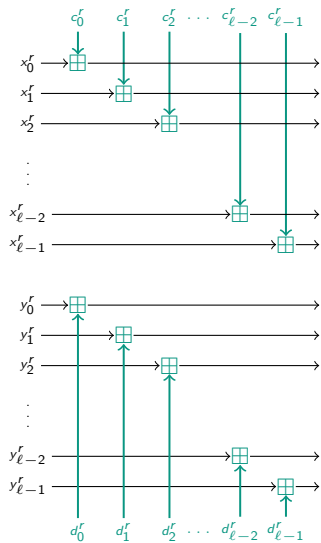 c_0^r c_1^r c_2^r ... c_{ℓ−2}^r c_{ℓ−1}^r
x_0^r
x_1^r
x_2^r
...
x_{ℓ−2}^r
x_{ℓ−1}^r
y_0^r
y_1^r
y_2^r
...
y_{ℓ−2}^r
y_{ℓ−1}^r
d_0^r d_1^r d_2^r ... d_{ℓ−2}^r d_{ℓ−1}^r